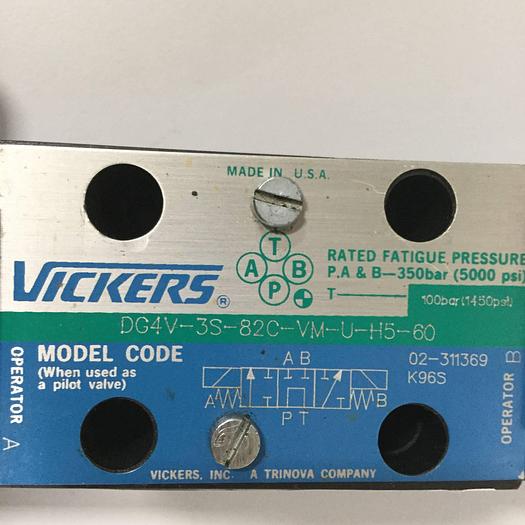 MADE IN U.S.A.
VICKERS®
T
A B
P
RATED FATIGUE PRESSURE
P.A & B—350bar (5000 psi)
T 100bar(1450psi)
DG4V-3S-82C-VM-U-H5-60
MODEL CODE
(When used as
a pilot valve)
02-311369
K96S
OPERATOR A
A B
A B
P T
OPERATOR B
VICKERS, INC. A TRINOVA COMPANY